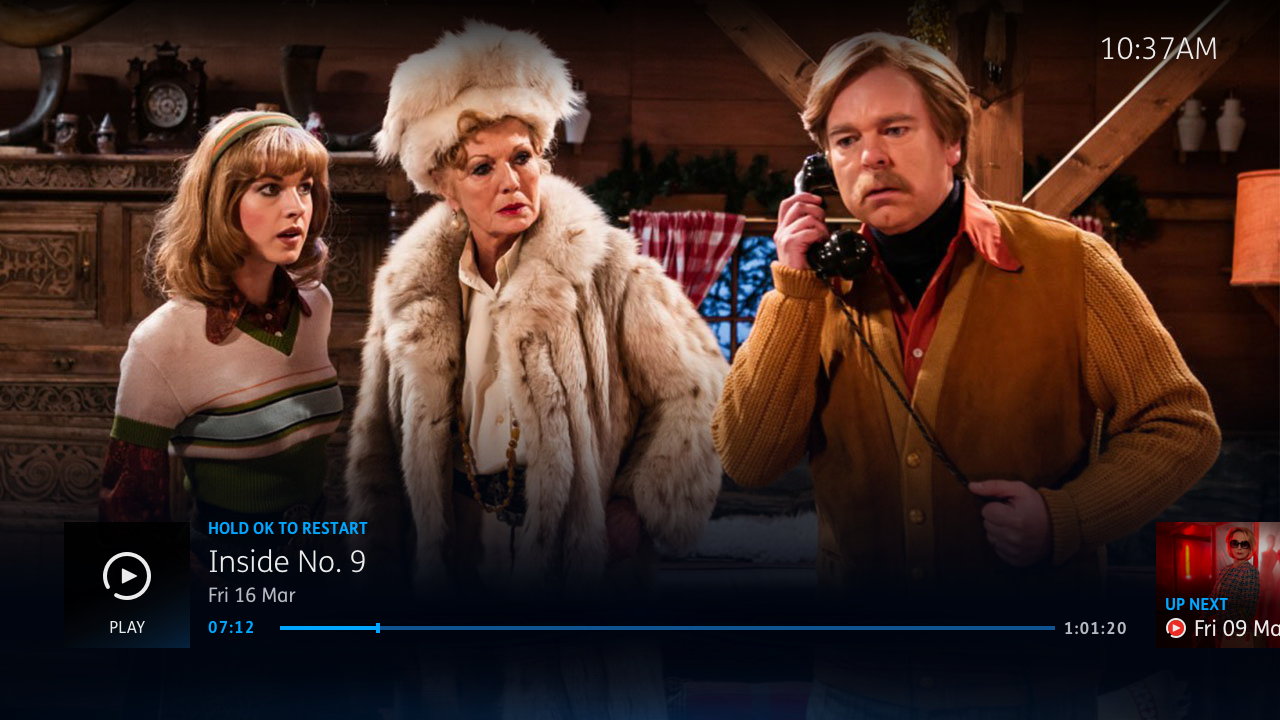 10:37AM
HOLD OK TO RESTART
Inside No. 9
Fri 16 Mar
PLAY
07:12
1:01:20
UP NEXT
Fri 09 Ma